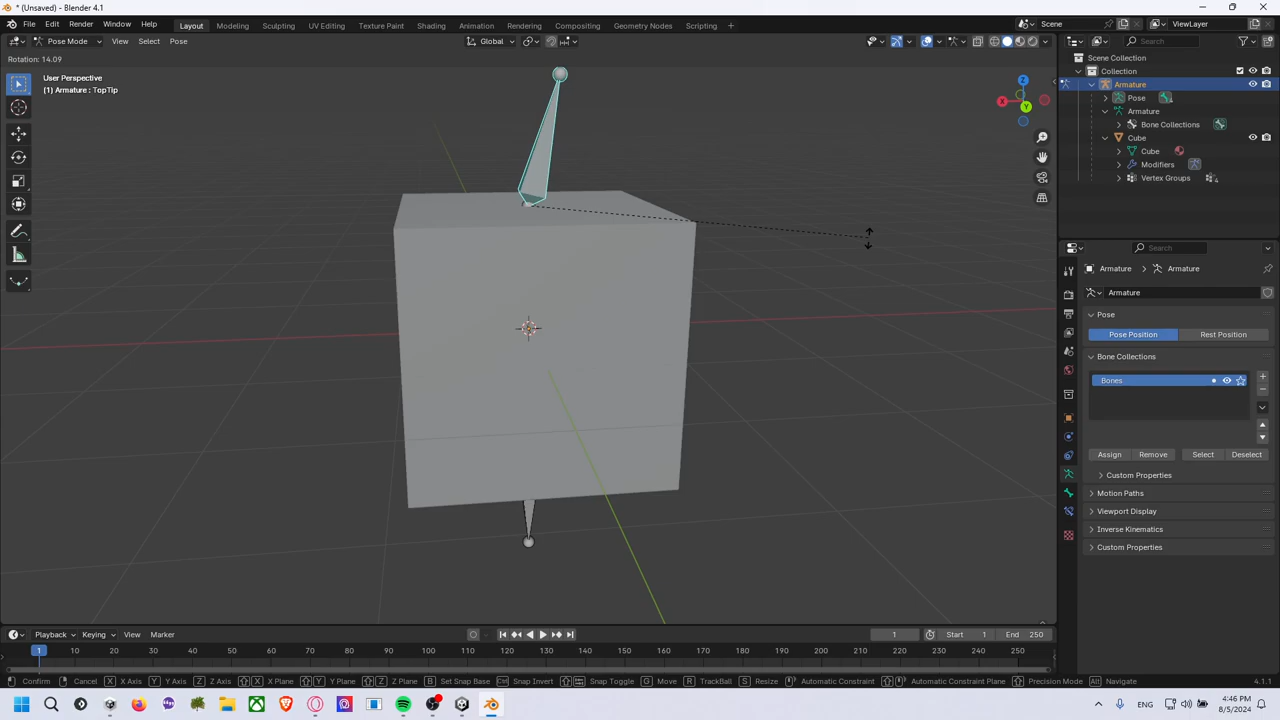 * (Unsaved) - Blender 4.1
File Edit Render Window Help Layout Modeling Sculpting UV Editing Texture Paint Shading Animation Rendering Compositing Geometry Nodes Scripting + Scene ViewLayer
Pose Mode View Select Pose Global Search
Rotation: 14.09
User Perspective
(1) Armature : TopTip
X Y Z
Scene Collection
Collection
Armature
Pose
Armature
Bone Collections
Cube
Cube
Modifiers
Vertex Groups
Search
Armature > Armature
Armature
Pose
Pose Position Rest Position
Bone Collections
Bones
Assign Remove Select Deselect
Custom Properties
Motion Paths
Viewport Display
Inverse Kinematics
Custom Properties
Playback Keying View Marker 1 Start 1 End 250
1 10 20 30 40 50 60 70 80 90 100 110 120 130 140 150 160 170 180 190 200 210 220 230 240 250
Confirm Cancel X X Axis Y Y Axis Z Z Axis X X Plane Y Y Plane Z Z Plane B Set Snap Base Ctrl Snap Invert Snap Toggle G Move R TrackBall S Resize Automatic Constraint Automatic Constraint Plane Precision Mode Alt Navigate 4.1.1
4:46 PM
8/5/2024